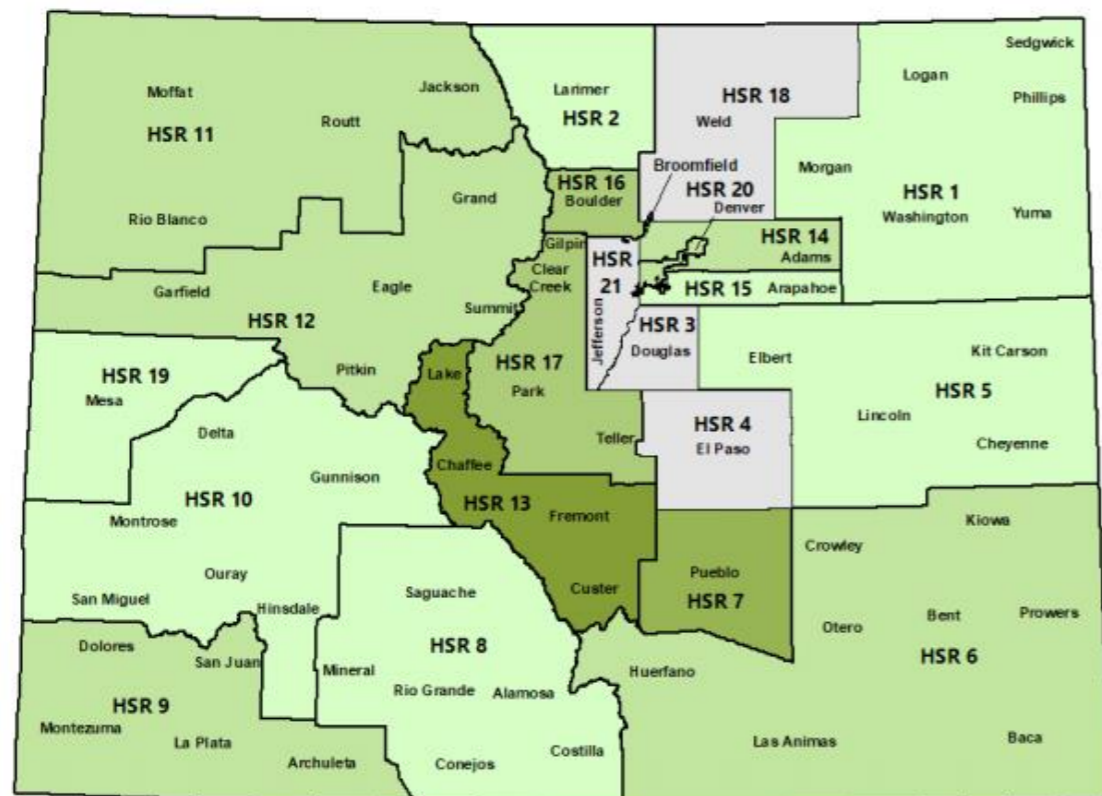 Sedgwick
Logan
Moffat
Jackson
Larimer
HSR 18
Phillips
HSR 11
Routt
HSR 2
Weld
Broomfield
Morgan
HSR 1
HSR 16
HSR 20
Grand
Boulder
Denver
Washington
Yuma
Rio Blanco
Gilpin
HSR 14
HSR
21
Clear
Creek
Adams
Garfield
Eagle
HSR 15
Arapahoe
Summit
HSR 12
HSR 3
Jefferson
Douglas
Elbert
Kit Carson
HSR 17
HSR 19
Pitkin
Lake
Park
Mesa
HSR 5
Lincoln
HSR 4
Delta
Teller
El Paso
Cheyenne
Chaffee
Gunnison
HSR 10
HSR 13
Fremont
Montrose
Kiowa
Crowley
Ouray
Pueblo
Custer
Saguache
San Miguel
Hinsdale
HSR 7
Bent
Prowers
Otero
Dolores
HSR 8
San Juan
HSR 6
Mineral
Huerfano
Rio Grande
Alamosa
HSR 9
Montezuma
La Plata
Las Animas
Baca
Costilla
Archuleta
Conejos